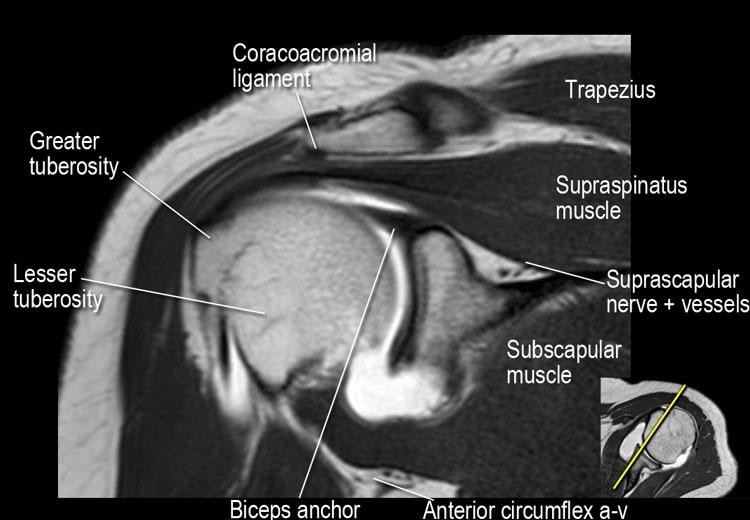 Coracoacromial
ligament
Trapezius
Greater
tuberosity
Supraspinatus
muscle
Lesser
tuberosity
Suprascapular
nerve + vessels
Subscapular
muscle
Biceps anchor
Anterior circumflex a-v